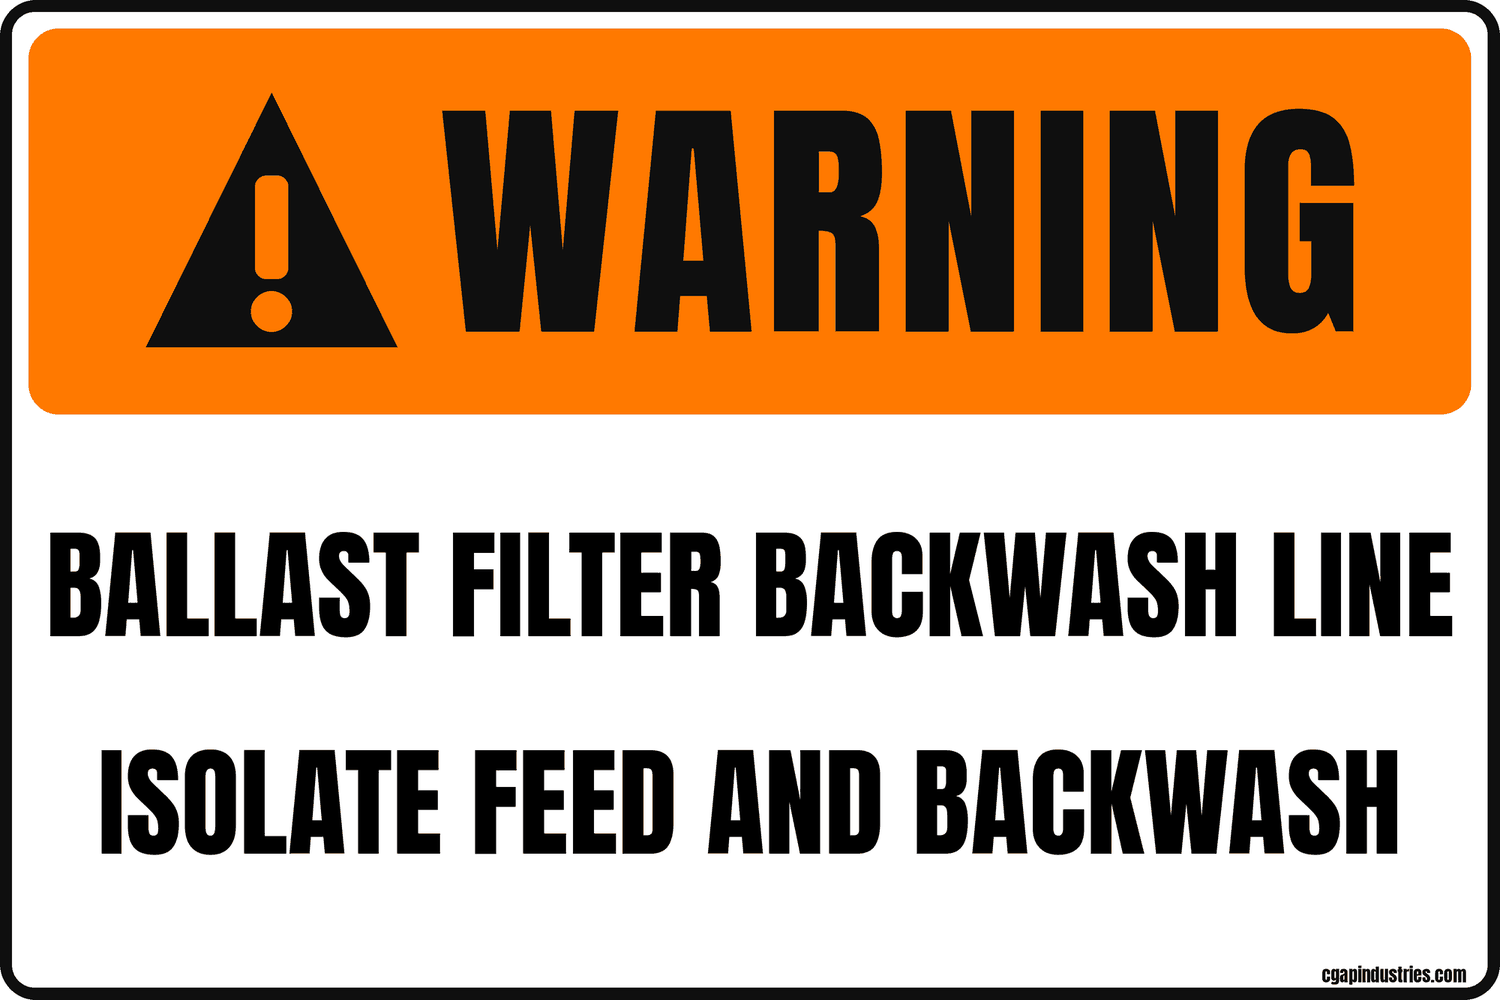 WARNING
BALLAST FILTER BACKWASH LINE
ISOLATE FEED AND BACKWASH
cgapindustries.com